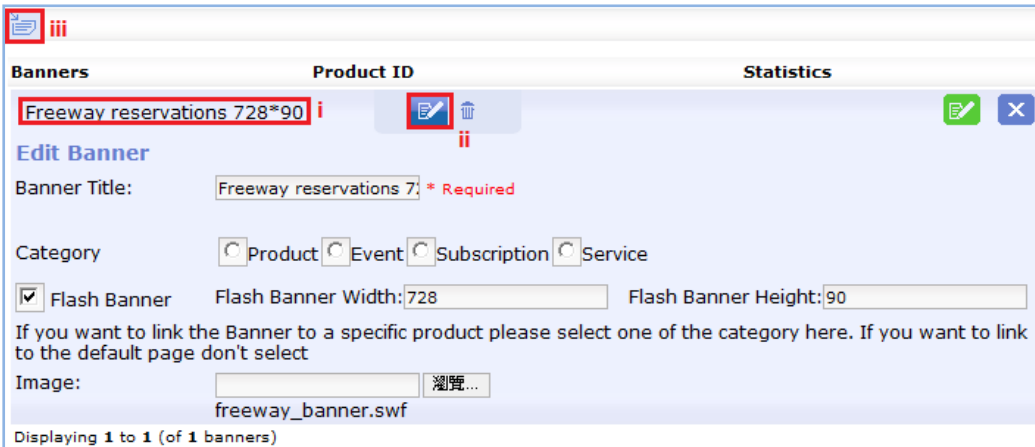 iii
Banners Product ID Statistics
Freeway reservations 728*90 i
ii
Edit Banner
Banner Title: Freeway reservations 7 * Required
Category Product Event Subscription Service
Flash Banner Flash Banner Width: 728 Flash Banner Height: 90
If you want to link the Banner to a specific product please select one of the category here. If you want to link
to the default page don't select
Image: 瀏覽...
freeway_banner.swf
Displaying 1 to 1 (of 1 banners)